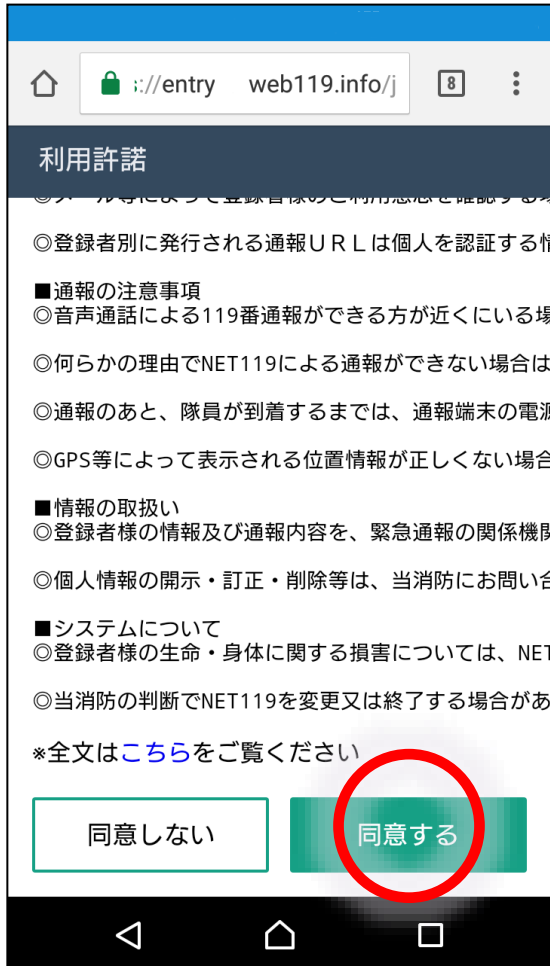 ://entry web119.info/j
8
利用許諾
◎登録者別に発行される通報URLは個人を認証する情
■通報の注意事項
◎音声通話による119番通報ができる方が近くにいる場
◎何らかの理由でNET119による通報ができない場合は
◎通報のあと、隊員が到着するまでは、通報端末の電源
◎GPS等によって表示される位置情報が正しくない場合
■情報の取扱い
◎登録者様の情報及び通報内容を、緊急通報の関係機関
◎個人情報の開示・訂正・削除等は、当消防にお問い合
■システムについて
◎登録者様の生命・身体に関する損害については、NET
◎当消防の判断でNET119を変更又は終了する場合があ
※全文はこちらをご覧ください
同意しない
同意する